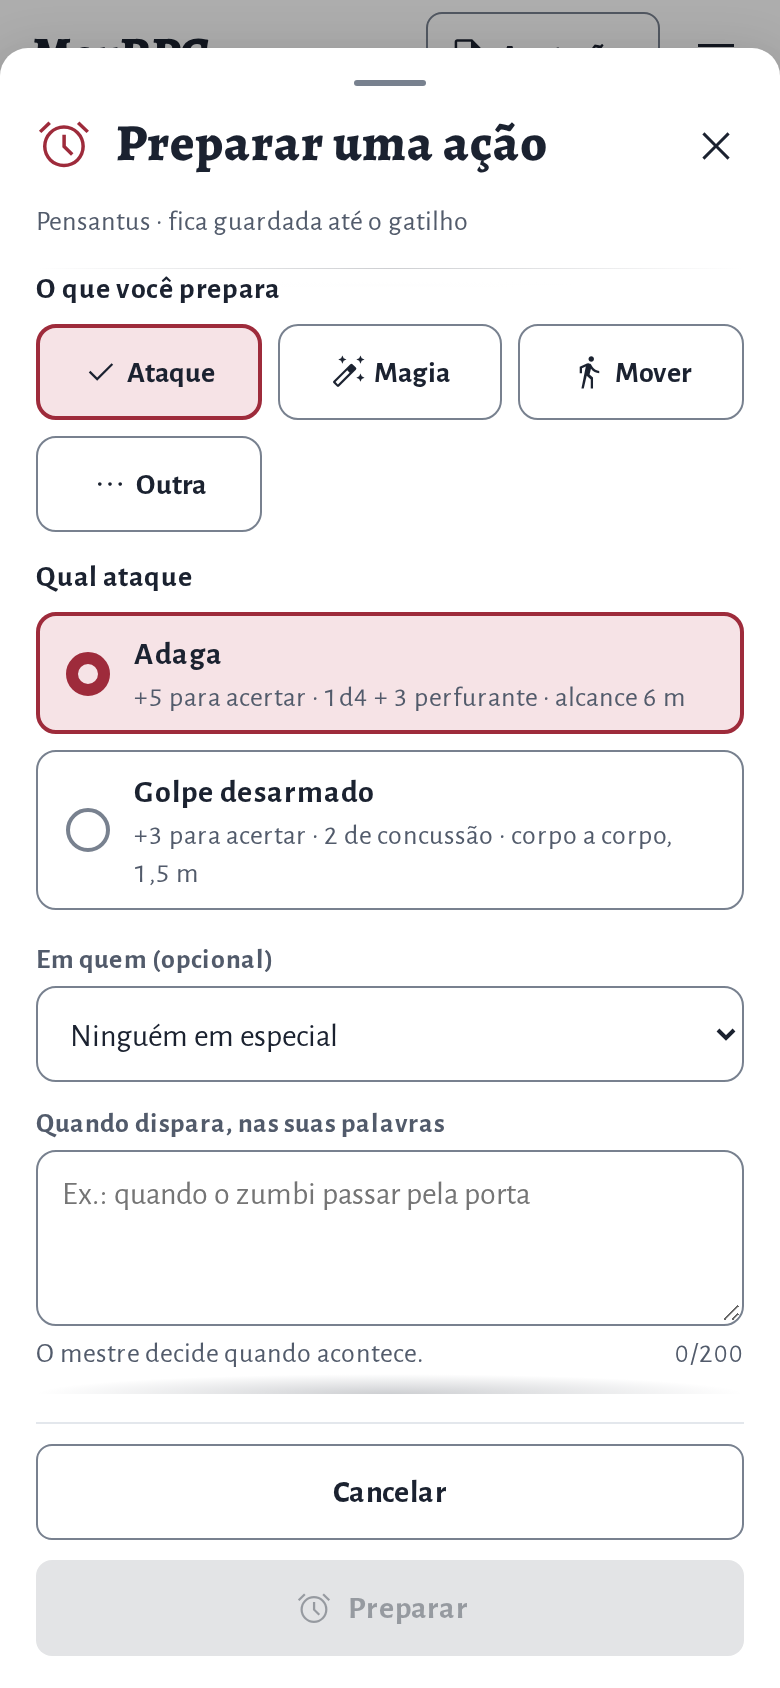 Preparar uma ação
Pensantus · fica guardada até o gatilho
O que você prepara
Ataque
Magia
Mover
Outra
Qual ataque
Adaga
+5 para acertar · 1d4 + 3 perfurante · alcance 6 m
Golpe desarmado
+3 para acertar · 2 de concussão · corpo a corpo,
1,5 m
Em quem (opcional)
Ninguém em especial
Quando dispara, nas suas palavras
Ex.: quando o zumbi passar pela porta
O mestre decide quando acontece.
0/200
Cancelar
Preparar